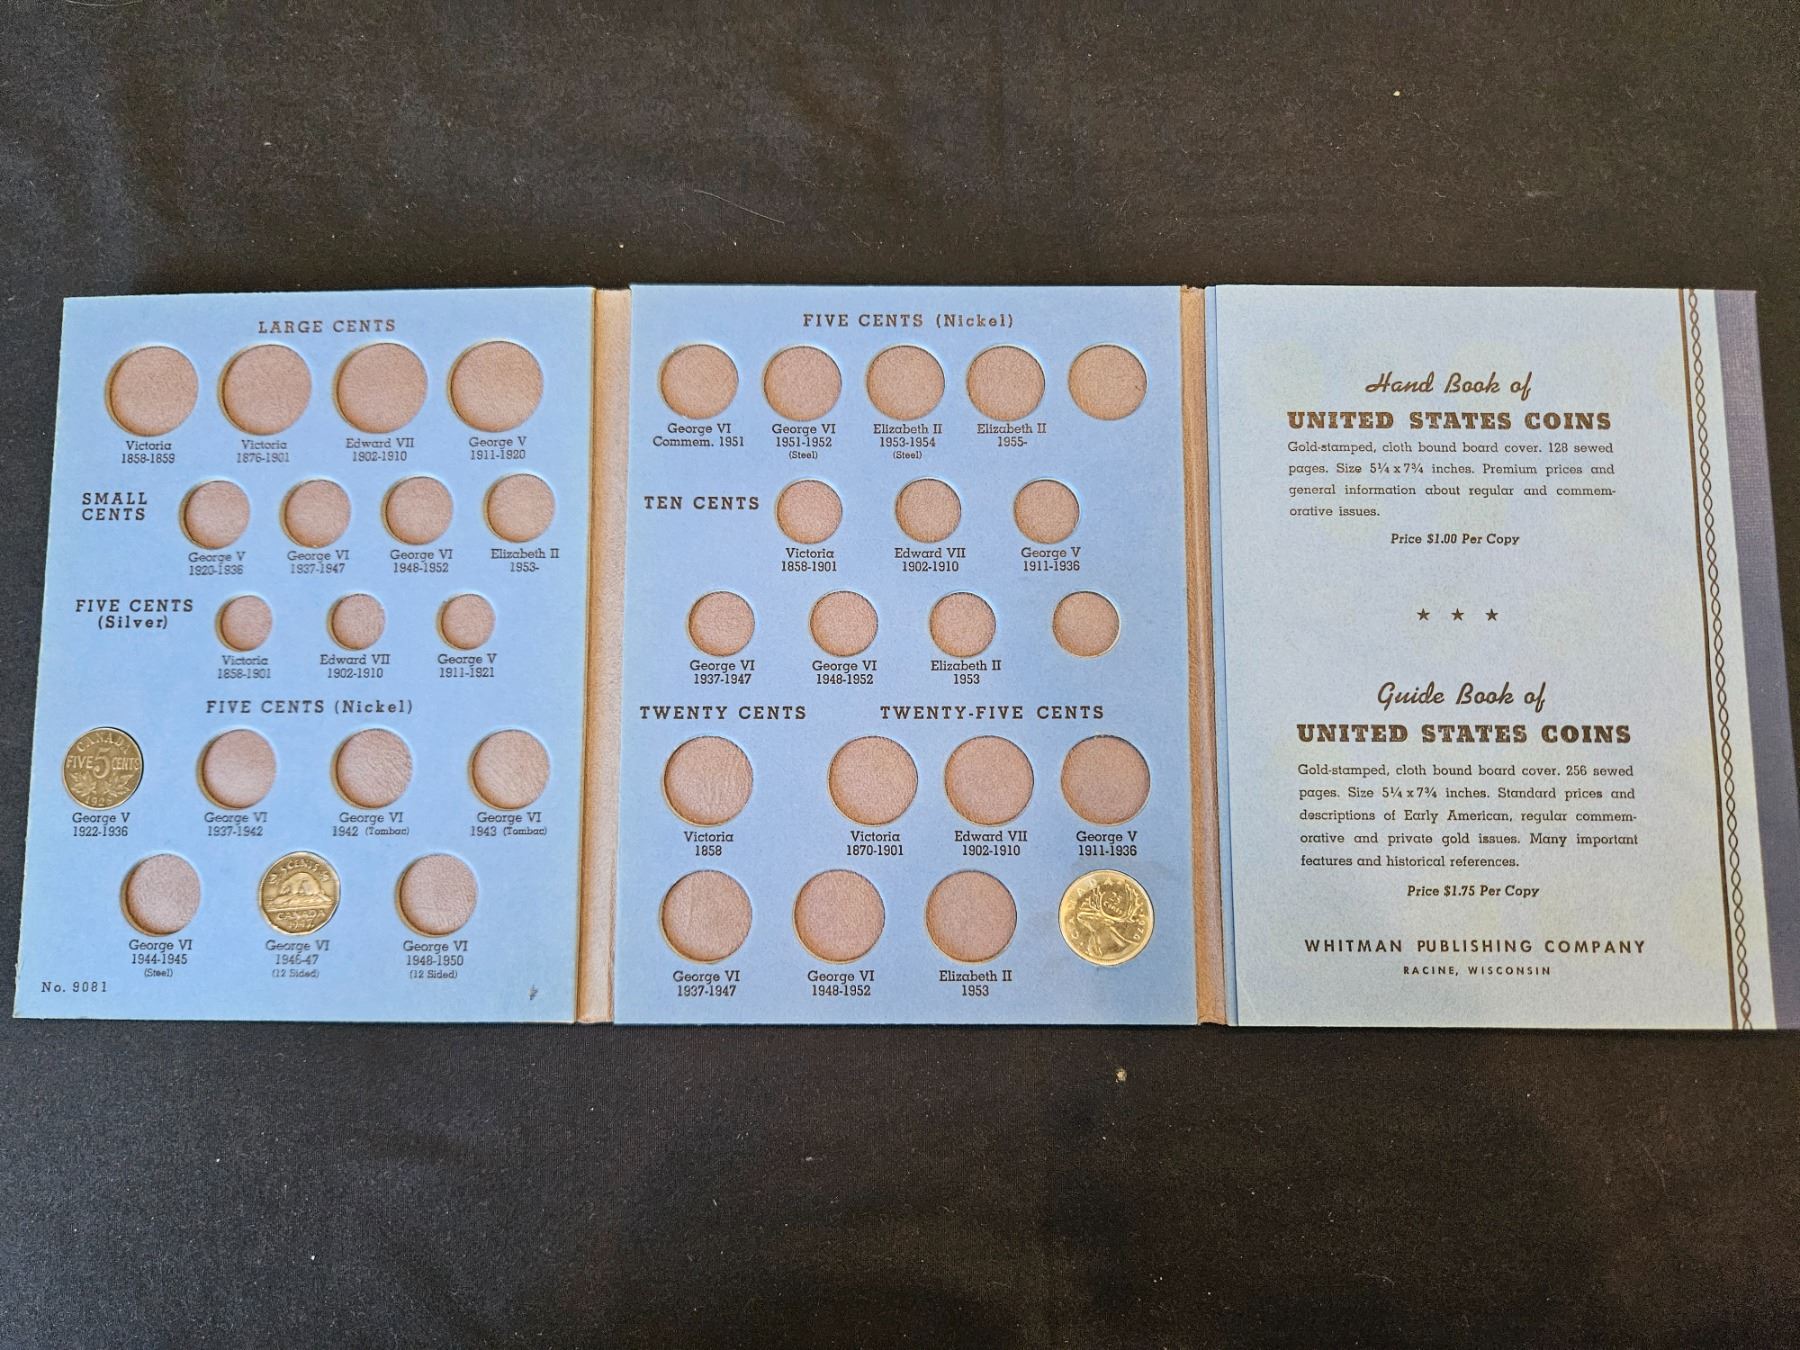 LARGE CENTS
Victoria
1858-1859
Victoria
1876-1901
Edward VII
1902-1910
George V
1911-1920
SMALL
CENTS
George V
1920-1936
George VI
1937-1947
George VI
1948-1952
Elizabeth II
1953-
FIVE CENTS
(Silver)
Victoria
1858-1901
Edward VII
1902-1910
George V
1911-1921
FIVE CENTS (Nickel)
CANADA
FIVE 5 CENTS
George V
1922-1936
George VI
1937-1942
George VI
1942 (Tombac)
George VI
1943 (Tombac)
George VI
1944-1945
(Steel)
5 CENTS
CANADA
George VI
1946-47
(12 Sided)
George VI
1948-1950
(12 Sided)
No. 9081
FIVE CENTS (Nickel)
George VI
Commem. 1951
George VI
1951-1952
(Steel)
Elizabeth II
1953-1954
(Steel)
Elizabeth II
1955-
TEN CENTS
Victoria
1858-1901
Edward VII
1902-1910
George V
1911-1936
George VI
1937-1947
George VI
1948-1952
Elizabeth II
1953
TWENTY CENTS
Victoria
1858
TWENTY-FIVE CENTS
Victoria
1870-1901
Edward VII
1902-1910
George V
1911-1936
George VI
1937-1947
George VI
1948-1952
Elizabeth II
1953
CANADA
25
CENTS
1976
Hand Book of
UNITED STATES COINS
Gold-stamped, cloth bound board cover. 128 sewed
pages. Size 5¼ x 7¾ inches. Premium prices and
general information about regular and commem-
orative issues.
Price $1.00 Per Copy
★ ★ ★
Guide Book of
UNITED STATES COINS
Gold-stamped, cloth bound board cover. 256 sewed
pages. Size 5¼ x 7¾ inches. Standard prices and
descriptions of Early American, regular commem-
orative and private gold issues. Many important
features and historical references.
Price $1.75 Per Copy
WHITMAN PUBLISHING COMPANY
RACINE, WISCONSIN